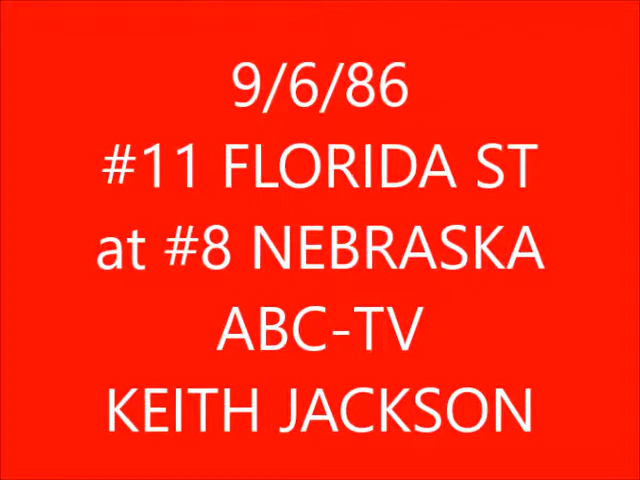 9/6/86
#11 FLORIDA ST
at #8 NEBRASKA
ABC-TV
KEITH JACKSON